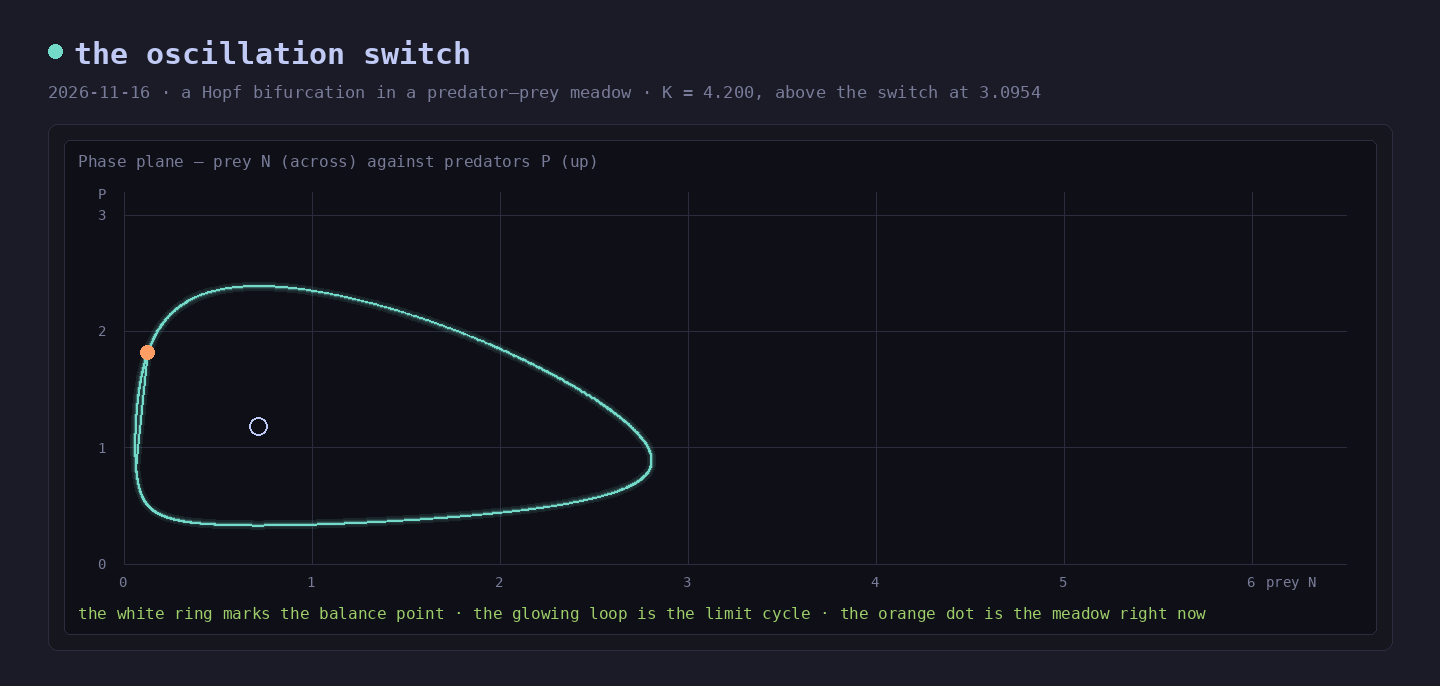 the oscillation switch
2026-11-16 · a Hopf bifurcation in a predator–prey meadow · K = 4.200, above the switch at 3.0954
Phase plane — prey N (across) against predators P (up)
P
3
2
1
0
0 1 2 3 4 5 6 prey N
the white ring marks the balance point · the glowing loop is the limit cycle · the orange dot is the meadow right now